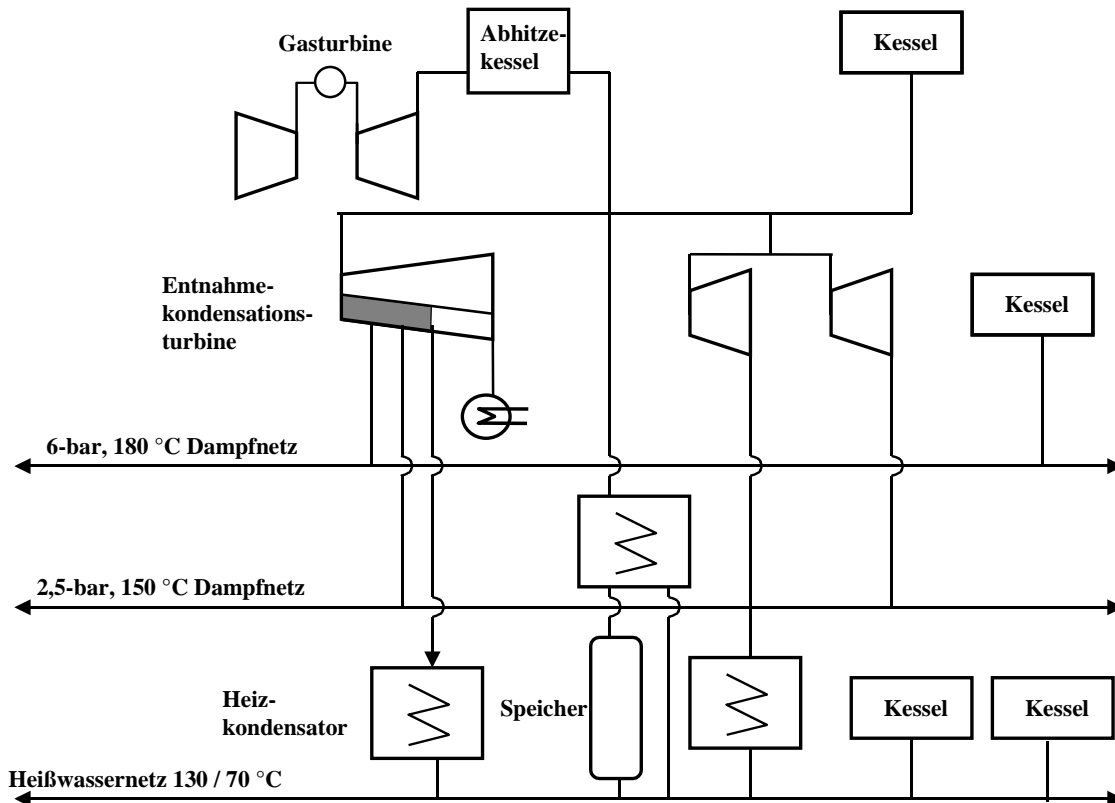 Gasturbine
Abhitze-
kessel
Kessel
Entnahme-
kondensations-
turbine
Kessel
6-bar, 180 °C Dampfnetz
2,5-bar, 150 °C Dampfnetz
Heiz-
kondensator
Speicher
Kessel
Kessel
Heißwassernetz 130 / 70 °C